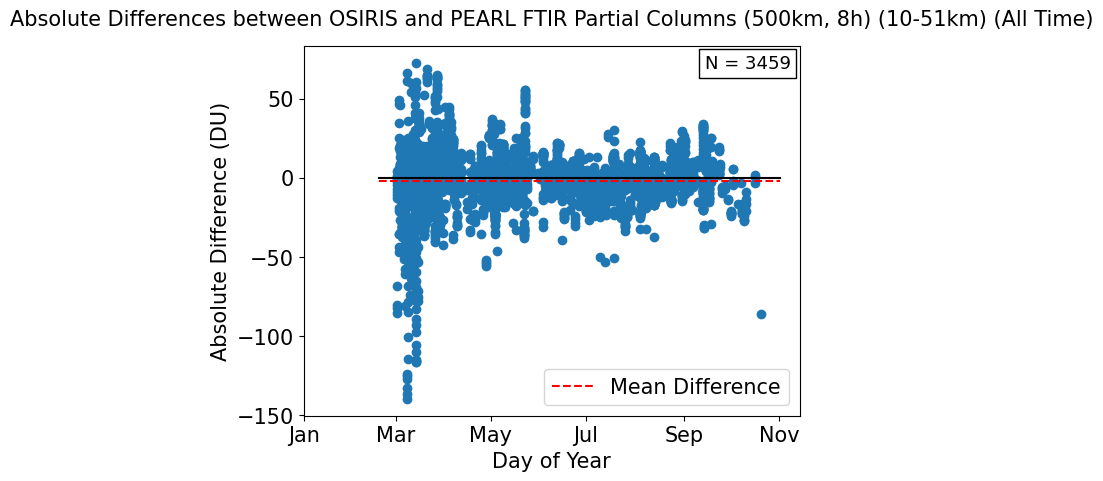 Absolute Differences between OSIRIS and PEARL FTIR Partial Columns (500km, 8h) (10-51km) (All Time)
N = 3459
Absolute Difference (DU)
50
0
−50
−100
−150
Mean Difference
Jan Mar May Jul Sep Nov
Day of Year